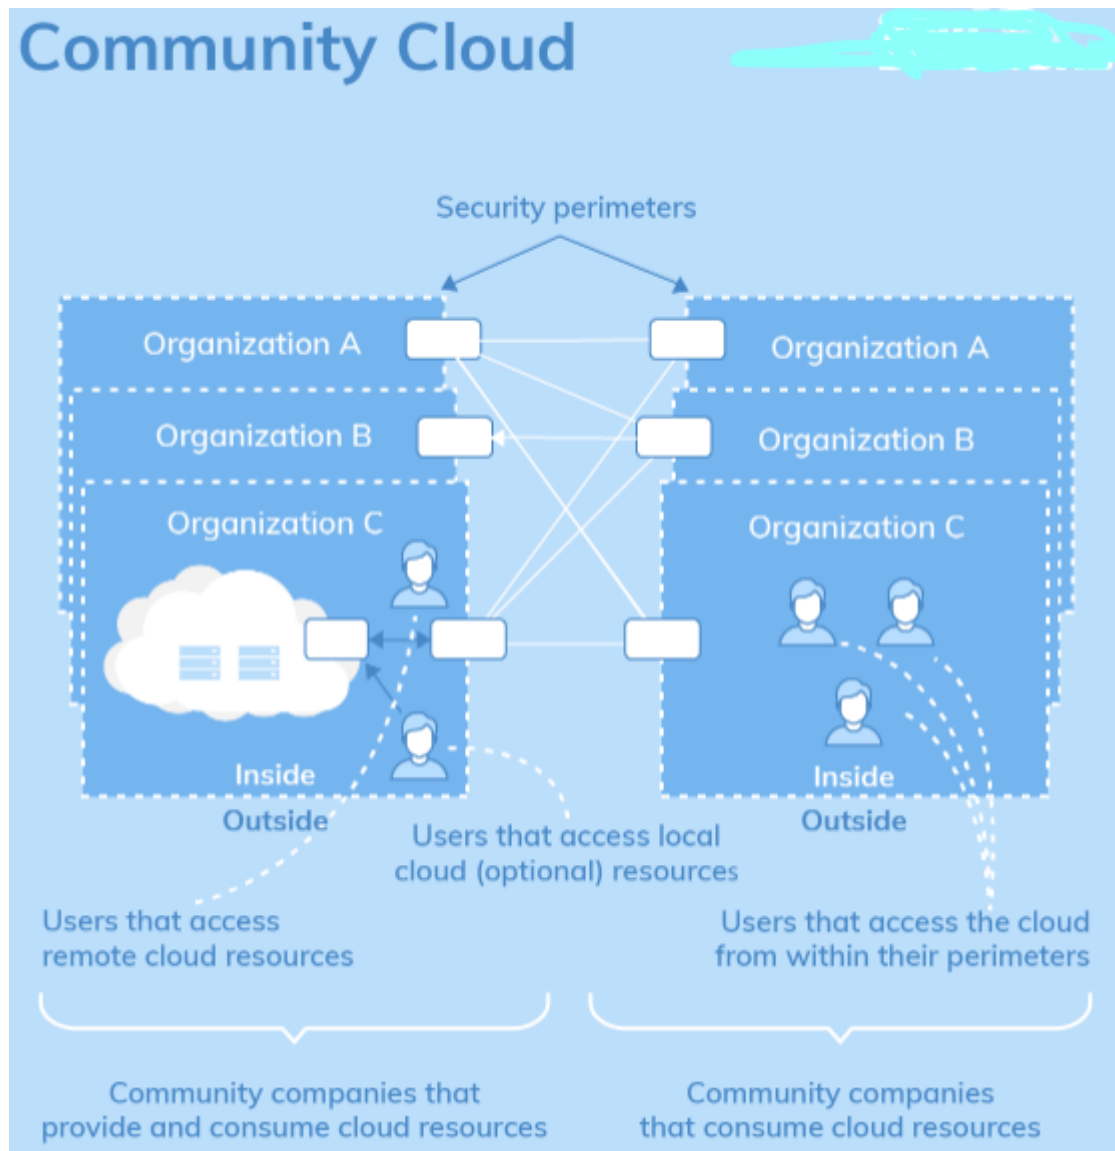 Community Cloud
Security perimeters
Organization A
Organization A
Organization B
Organization B
Organization C
Organization C
Inside
Inside
Outside
Outside
Users that access local
cloud (optional) resources
Users that access
remote cloud resources
Users that access the cloud
from within their perimeters
Community companies that
provide and consume cloud resources
Community companies
that consume cloud resources